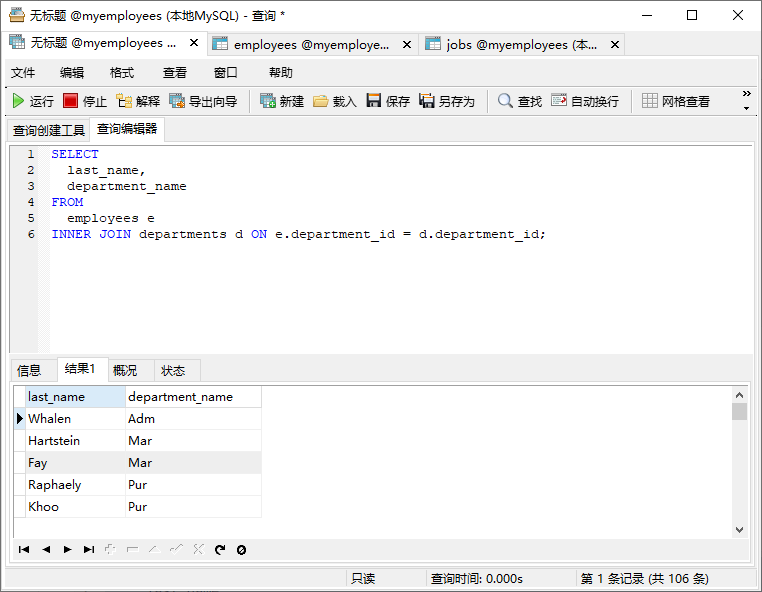 无标题 @myemployees (本地MySQL) - 查询 *
无标题 @myemployees ... employees @myemploye... jobs @myemployees (本...
文件 编辑 格式 查看 窗口 帮助
运行 停止 解释 导出向导 新建 载入 保存 另存为 查找 自动换行 网格查看
查询创建工具 查询编辑器
1 SELECT
2 last_name,
3 department_name
4 FROM
5 employees e
6 INNER JOIN departments d ON e.department_id = d.department_id;
信息 结果1 概况 状态
last_name department_name
Whalen Adm
Hartstein Mar
Fay Mar
Raphaely Pur
Khoo Pur
只读 查询时间: 0.000s 第 1 条记录 (共 106 条)